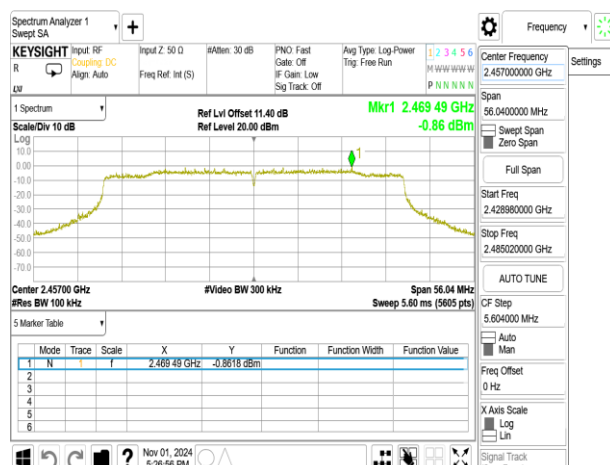 Spectrum Analyzer 1
Swept SA
+
Frequency
KEYSIGHT
Input: RF
Coupling: DC
Align: Auto
Input Z: 50 Ω
Freq Ref: Int (S)
#Atten: 30 dB
PNO: Fast
Gate: Off
IF Gain: Low
Sig Track: Off
Avg Type: Log-Power
Trig: Free Run
1 2 3 4 5 6
M W W W W W
P N N N N N
R
Center Frequency
2.457000000 GHz
Settings
Span
56.0400000 MHz
Swept Span
Zero Span
Full Span
Start Freq
2.428980000 GHz
Stop Freq
2.485020000 GHz
AUTO TUNE
CF Step
5.604000 MHz
Auto
Man
Freq Offset
0 Hz
X Axis Scale
Log
Lin
Signal Track
1 Spectrum
Scale/Div 10 dB
Ref Lvl Offset 11.40 dB
Ref Level 20.00 dBm
Mkr1 2.469 49 GHz
-0.86 dBm
Log
10.0
0.00
-10.0
-20.0
-30.0
-40.0
-50.0
-60.0
-70.0
1
Center 2.45700 GHz
#Res BW 100 kHz
#Video BW 300 kHz
Span 56.04 MHz
Sweep 5.60 ms (5605 pts)
5 Marker Table
Mode Trace Scale X Y Function Function Width Function Value
1 N 1 f 2.469 49 GHz -0.8618 dBm
2
3
4
5
6
?
Nov 01, 2024
5:26:56 PM